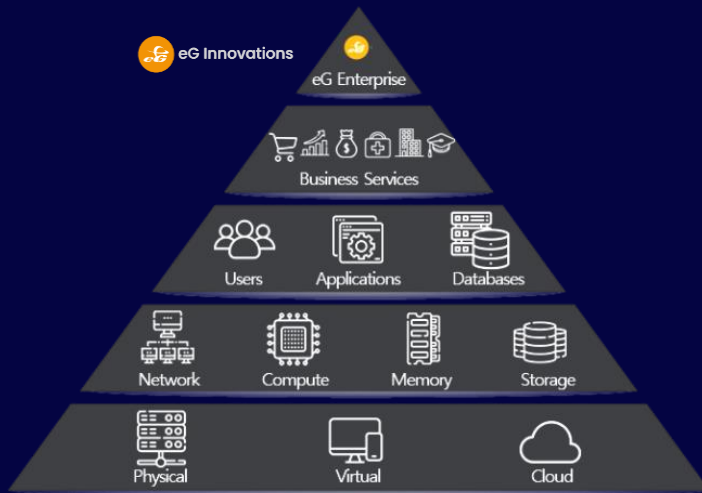 eG Innovations
eG Enterprise
Business Services
Users Applications Databases
Network Compute Memory Storage
Physical Virtual Cloud